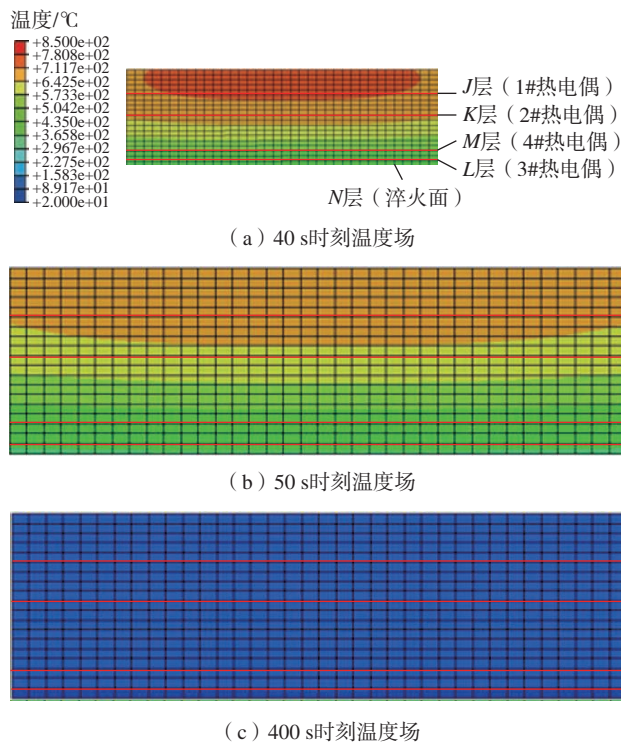 温度/℃
+8.500e+02
+7.808e+02
+7.117e+02
+6.425e+02
+5.733e+02
+5.042e+02
+4.350e+02
+3.658e+02
+2.967e+02
+2.275e+02
+1.583e+02
+8.917e+01
+2.000e+01
J层（1#热电偶）
K层（2#热电偶）
M层（4#热电偶）
L层（3#热电偶）
N层（淬火面）
（a）40 s时刻温度场
（b）50 s时刻温度场
（c）400 s时刻温度场